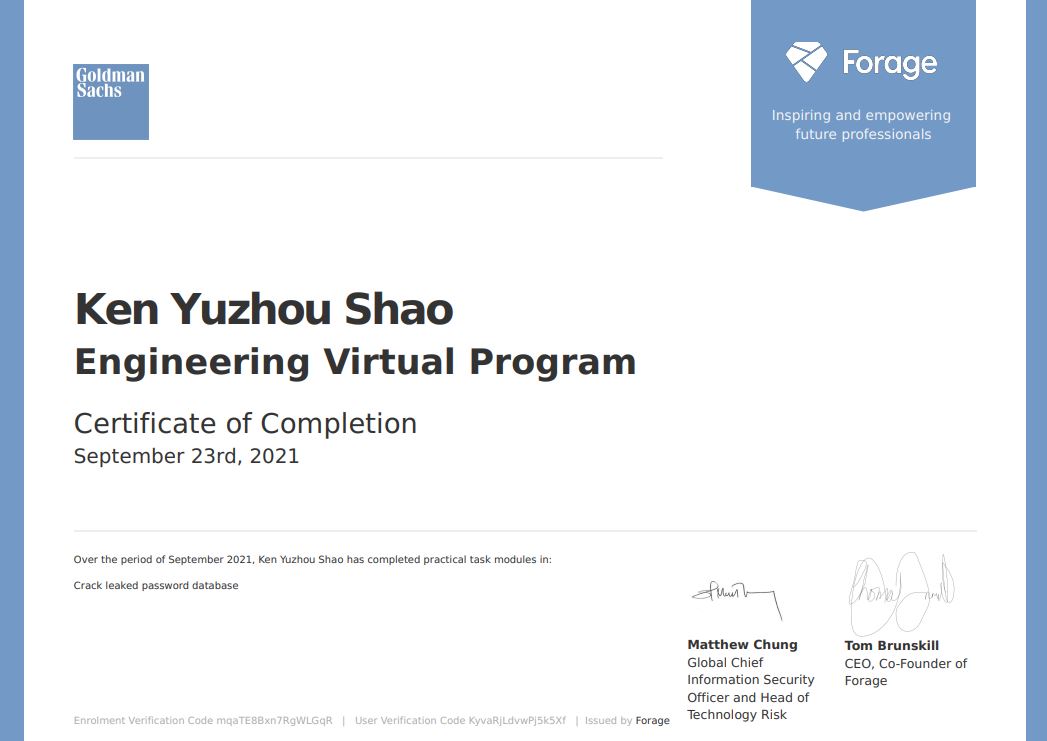 Goldman
Sachs
Forage
Inspiring and empowering
future professionals
Ken Yuzhou Shao
Engineering Virtual Program
Certificate of Completion
September 23rd, 2021
Over the period of September 2021, Ken Yuzhou Shao has completed practical task modules in:
Crack leaked password database
Matthew Chung
Global Chief
Information Security
Officer and Head of
Technology Risk
Tom Brunskill
CEO, Co-Founder of
Forage
Enrolment Verification Code mqaTE8Bxn7RgWLGqR | User Verification Code KyvaRjLdvwPj5k5Xf | Issued by Forage